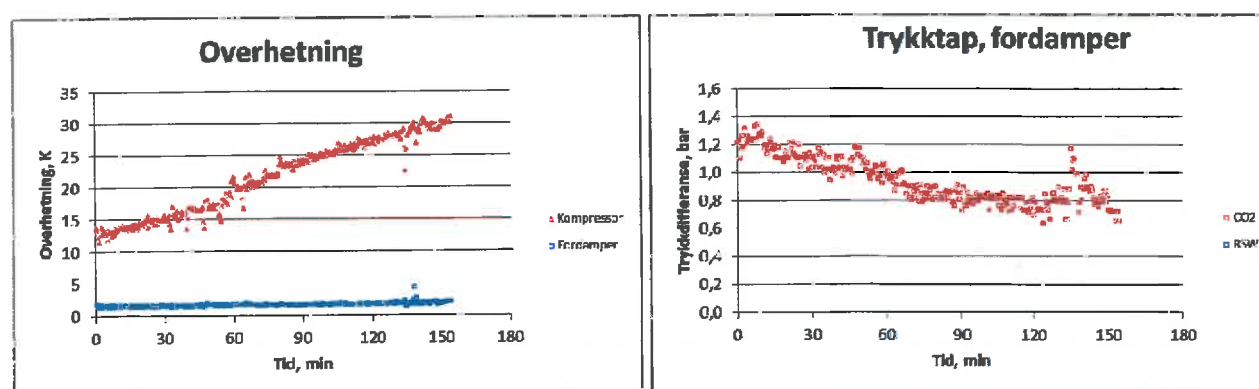 Overhetning
35
30
25
20
15
10
5
0
Overhetning, K
0 30 60 90 120 150 180
Tid, min
Kompressor
Fordamper
Trykktap, fordamper
1,6
1,4
1,2
1,0
0,8
0,6
0,4
0,2
0,0
Trykkdifferanse, bar
0 30 60 90 120 150 180
Tid, min
CO2
RSW